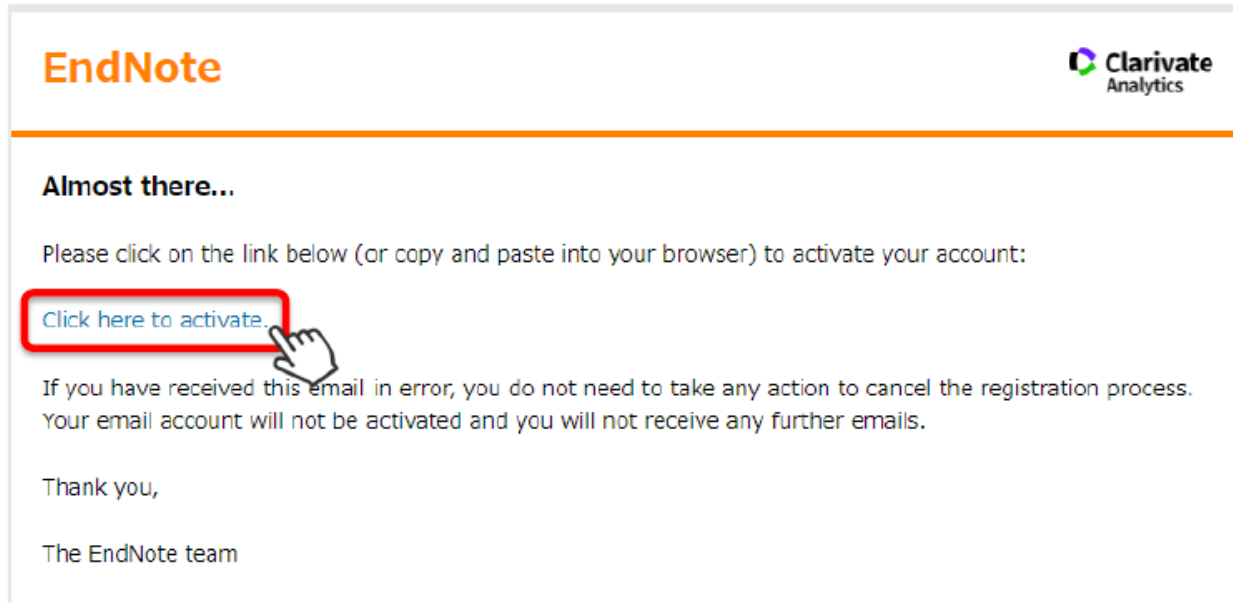 EndNote
Clarivate
Analytics
Almost there...
Please click on the link below (or copy and paste into your browser) to activate your account:
Click here to activate.
If you have received this email in error, you do not need to take any action to cancel the registration process.
Your email account will not be activated and you will not receive any further emails.
Thank you,
The EndNote team